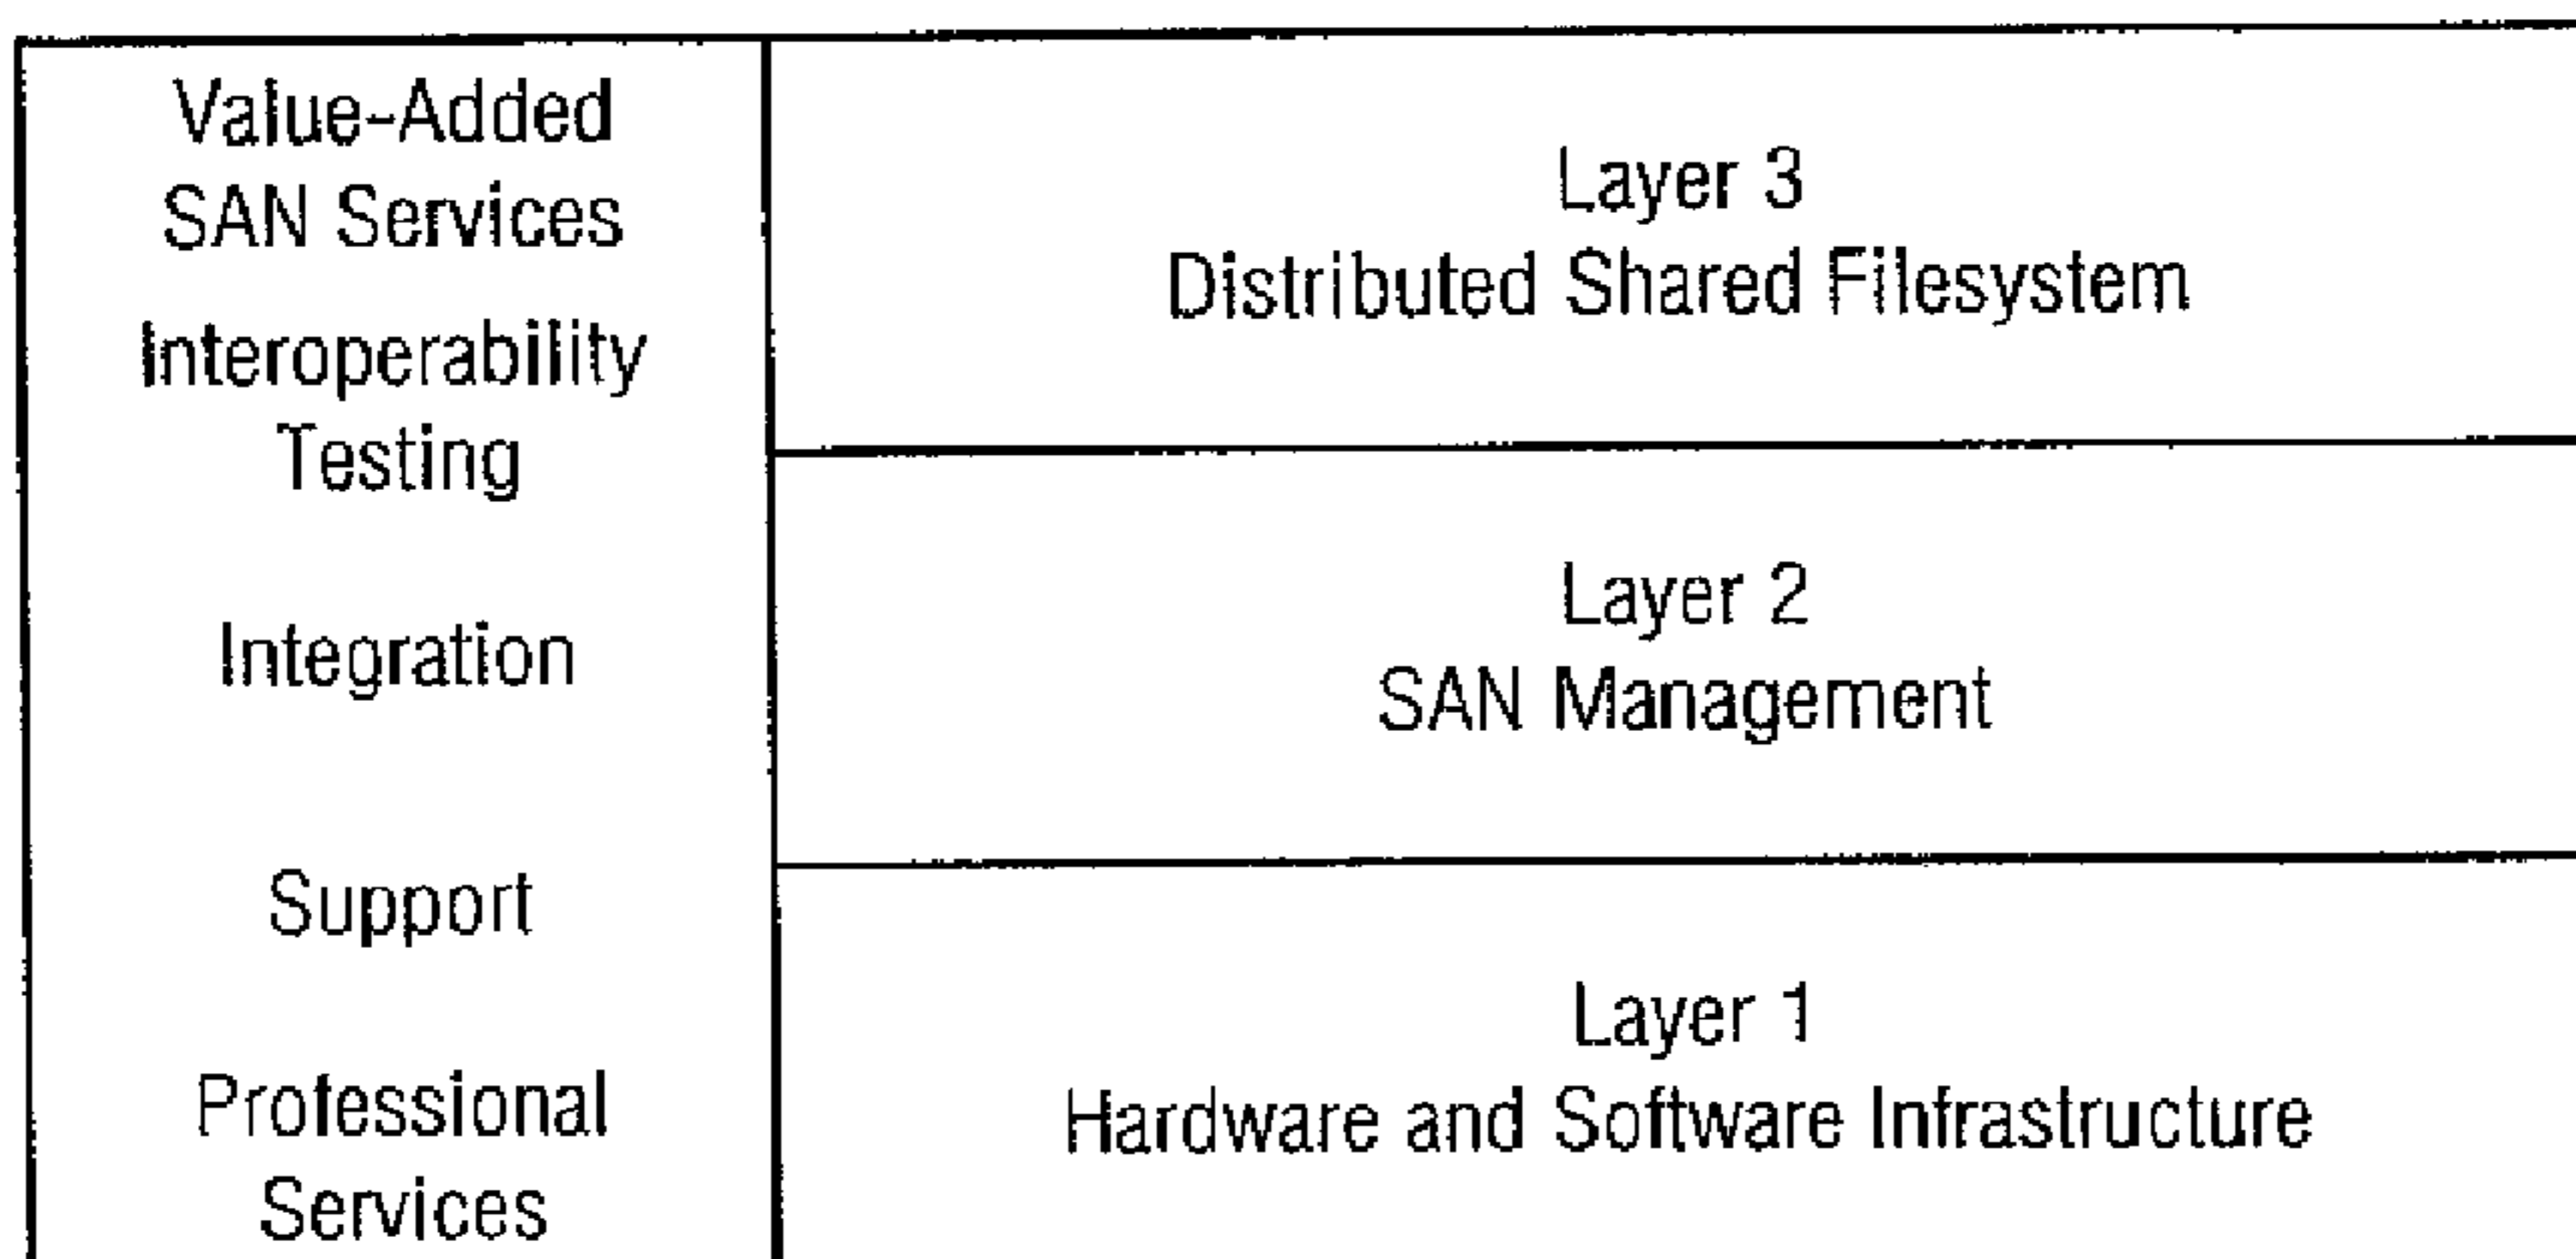 Value-Added
SAN Services
Interoperability
Testing
Integration
Support
Professional
Services
Layer 3
Distributed Shared Filesystem
Layer 2
SAN Management
Layer 1
Hardware and Software Infrastructure